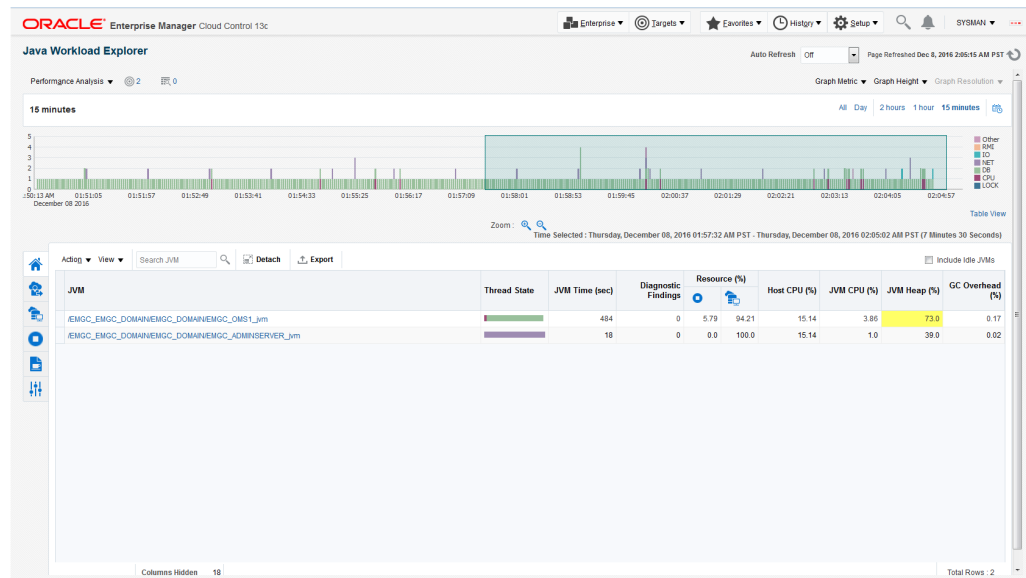 ORACLE Enterprise Manager Cloud Control 13c
Enterprise Targets Favorites History Setup SYSMAN
Java Workload Explorer
Auto Refresh Off Page Refreshed Dec 8, 2016 2:05:15 AM PST
Performance Analysis 2 0
Graph Metric Graph Height Graph Resolution
15 minutes
All Day 2 hours 1 hour 15 minutes
5
4
3
2
1
0
Other
RMI
IO
NET
DB
CPU
LOCK
:50:13 AM 01:51:05 01:51:57 01:52:49 01:53:41 01:54:33 01:55:25 01:56:17 01:57:09 01:58:01 01:58:53 01:59:45 02:00:37 02:01:29 02:02:21 02:03:13 02:04:05 02:04:57
December 08 2016
Table View
Zoom :
Time Selected : Thursday, December 08, 2016 01:57:32 AM PST - Thursday, December 08, 2016 02:05:02 AM PST (7 Minutes 30 Seconds)
Action View Search JVM Detach Export Include Idle JVMs
JVM Thread State JVM Time (sec) Diagnostic Findings Resource (%) Host CPU (%) JVM CPU (%) JVM Heap (%) GC Overhead (%)
/EMGC_EMGC_DOMAIN/EMGC_DOMAIN/EMGC_OMS1_jvm 484 0 5.79 94.21 15.14 3.86 73.0 0.17
/EMGC_EMGC_DOMAIN/EMGC_DOMAIN/EMGC_ADMINSERVER_jvm 18 0 0.0 100.0 15.14 1.0 39.0 0.02
Columns Hidden 18 Total Rows : 2